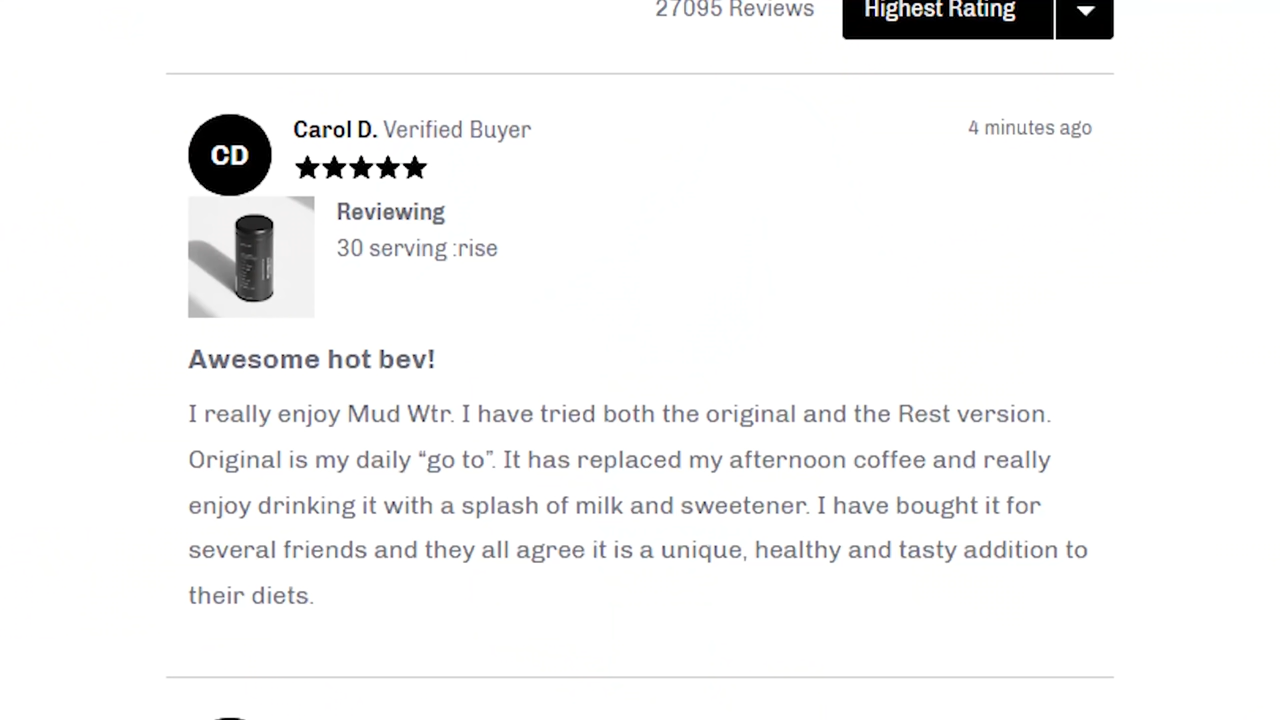 27095 Reviews
Highest Rating
CD
Carol D. Verified Buyer
4 minutes ago
Reviewing
30 serving :rise
Awesome hot bev!
I really enjoy Mud Wtr. I have tried both the original and the Rest version.
Original is my daily “go to”. It has replaced my afternoon coffee and really
enjoy drinking it with a splash of milk and sweetener. I have bought it for
several friends and they all agree it is a unique, healthy and tasty addition to
their diets.